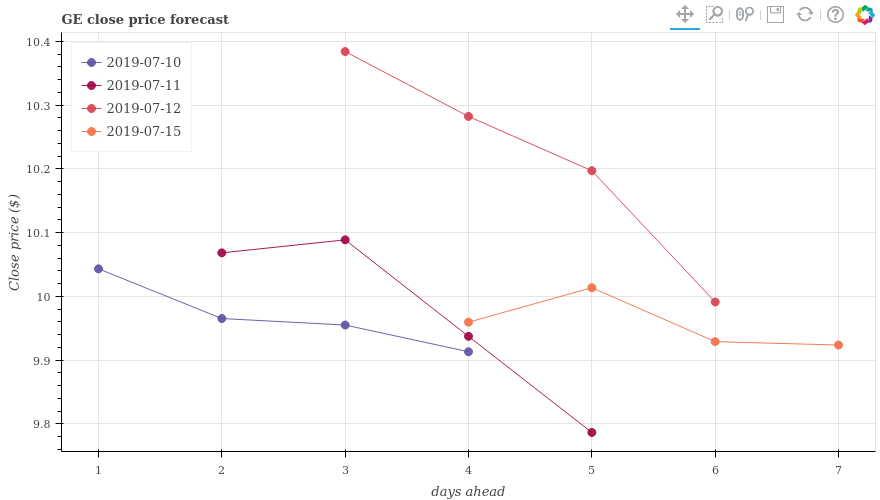 GE close price forecast
2019-07-10
2019-07-11
2019-07-12
2019-07-15
Close price ($)
10.4
10.3
10.2
10.1
10
9.9
9.8
1 2 3 4 5 6 7
days ahead